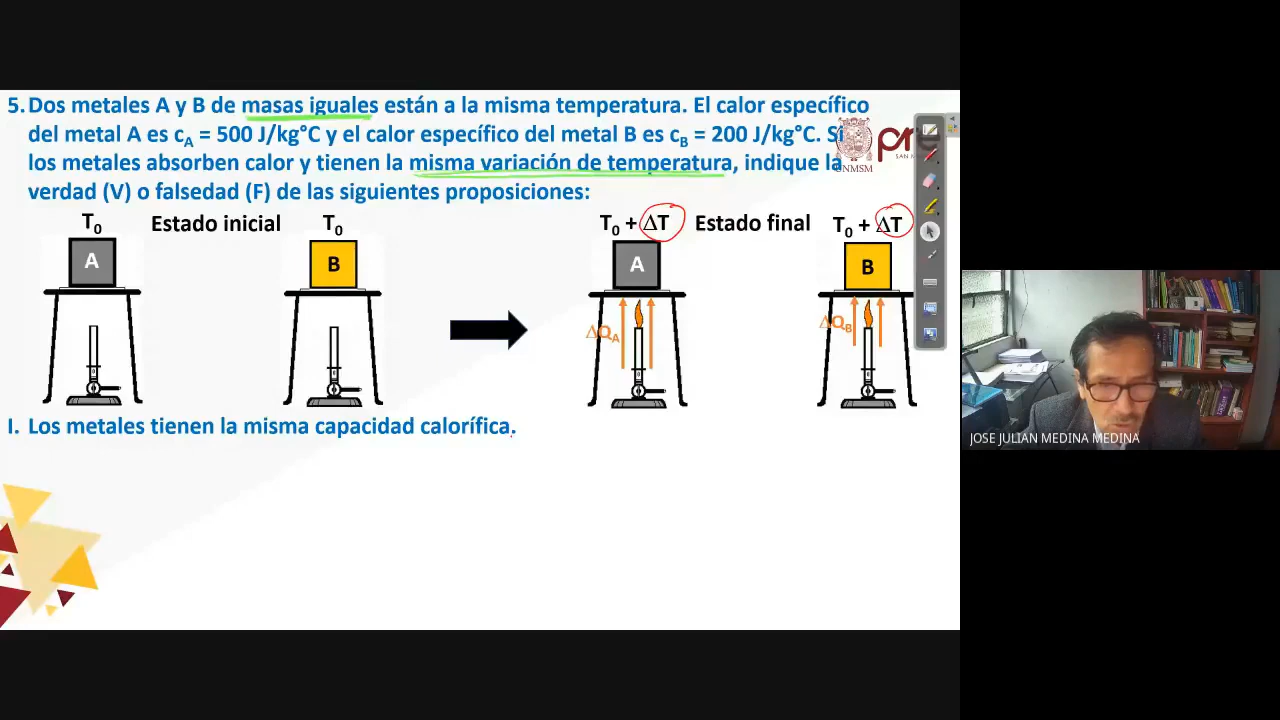 5. Dos metales A y B de masas iguales están a la misma temperatura. El calor específico
del metal A es cA = 500 J/kg°C y el calor específico del metal B es cB = 200 J/kg°C. Si
los metales absorben calor y tienen la misma variación de temperatura, indique la
verdad (V) o falsedad (F) de las siguientes proposiciones:
pre
SAN M
UNMSM
T0 Estado inicial T0
T0 + ΔT Estado final T0 + ΔT
A
B
A
B
ΔQA
ΔQB
I. Los metales tienen la misma capacidad calorífica.
JOSE JULIAN MEDINA MEDINA